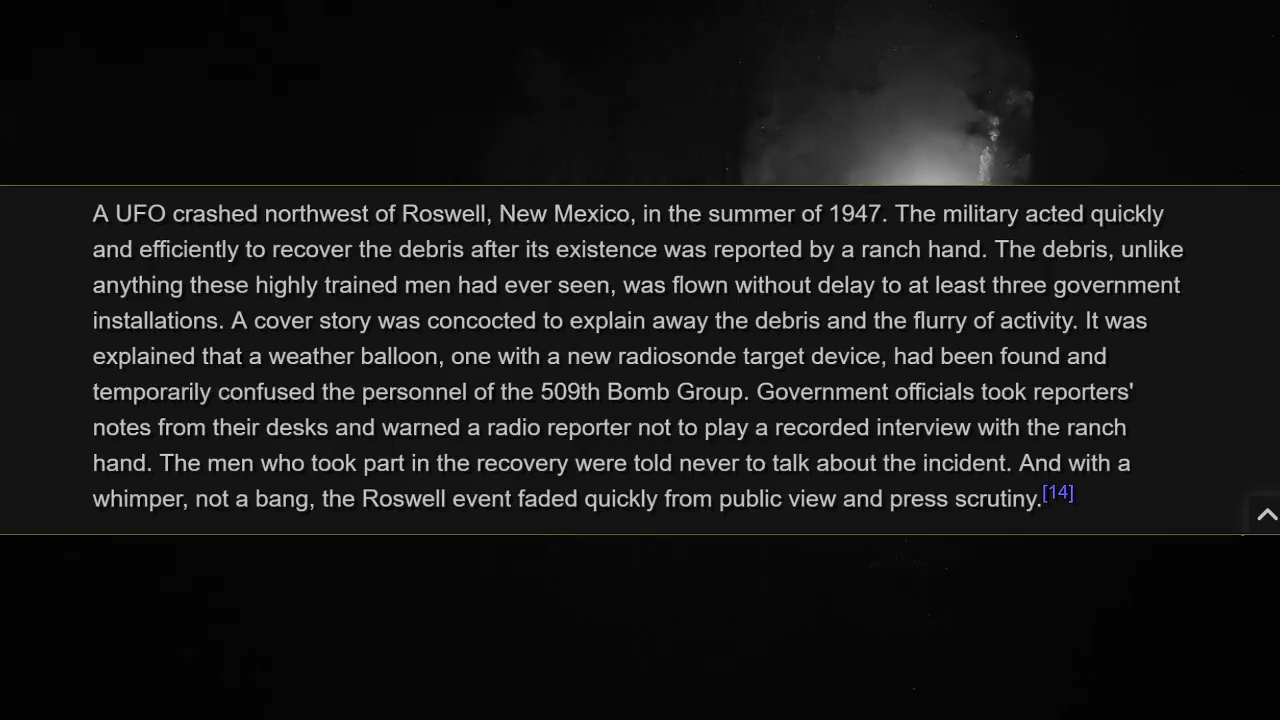 A UFO crashed northwest of Roswell, New Mexico, in the summer of 1947. The military acted quickly
and efficiently to recover the debris after its existence was reported by a ranch hand. The debris, unlike
anything these highly trained men had ever seen, was flown without delay to at least three government
installations. A cover story was concocted to explain away the debris and the flurry of activity. It was
explained that a weather balloon, one with a new radiosonde target device, had been found and
temporarily confused the personnel of the 509th Bomb Group. Government officials took reporters'
notes from their desks and warned a radio reporter not to play a recorded interview with the ranch
hand. The men who took part in the recovery were told never to talk about the incident. And with a
whimper, not a bang, the Roswell event faded quickly from public view and press scrutiny.[14]